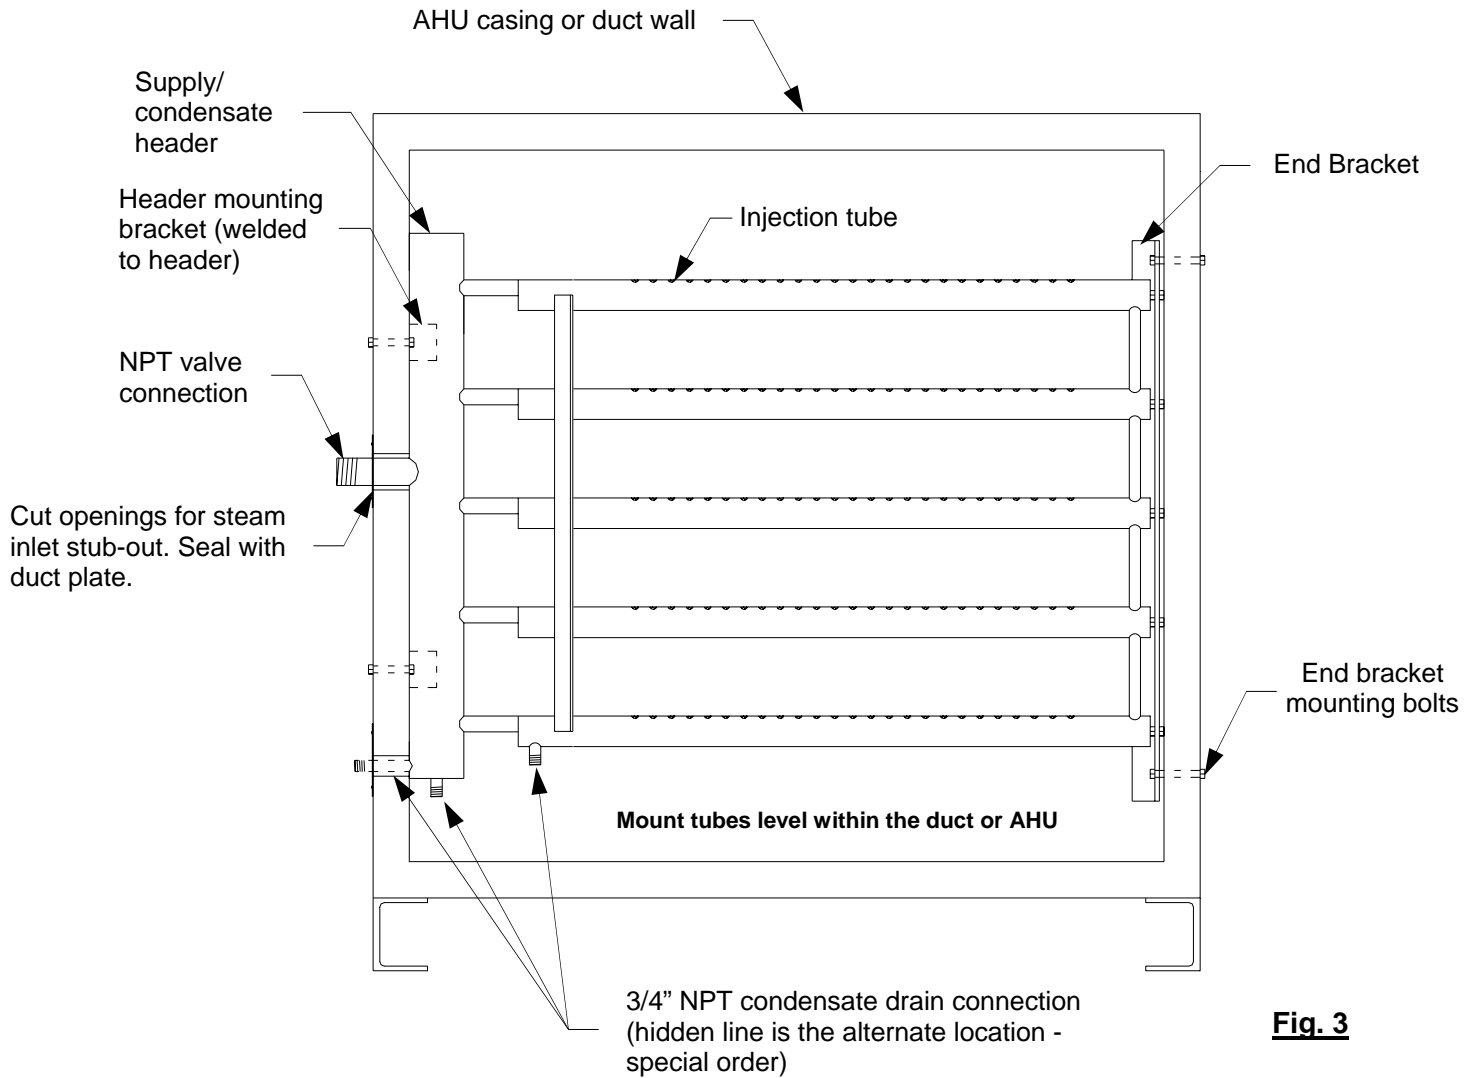 AHU casing or duct wall
Supply/
condensate
header
End Bracket
Header mounting
bracket (welded
to header)
Injection tube
NPT valve
connection
Cut openings for steam
inlet stub-out. Seal with
duct plate.
End bracket
mounting bolts
Mount tubes level within the duct or AHU
3/4” NPT condensate drain connection
(hidden line is the alternate location -
special order)
Fig. 3